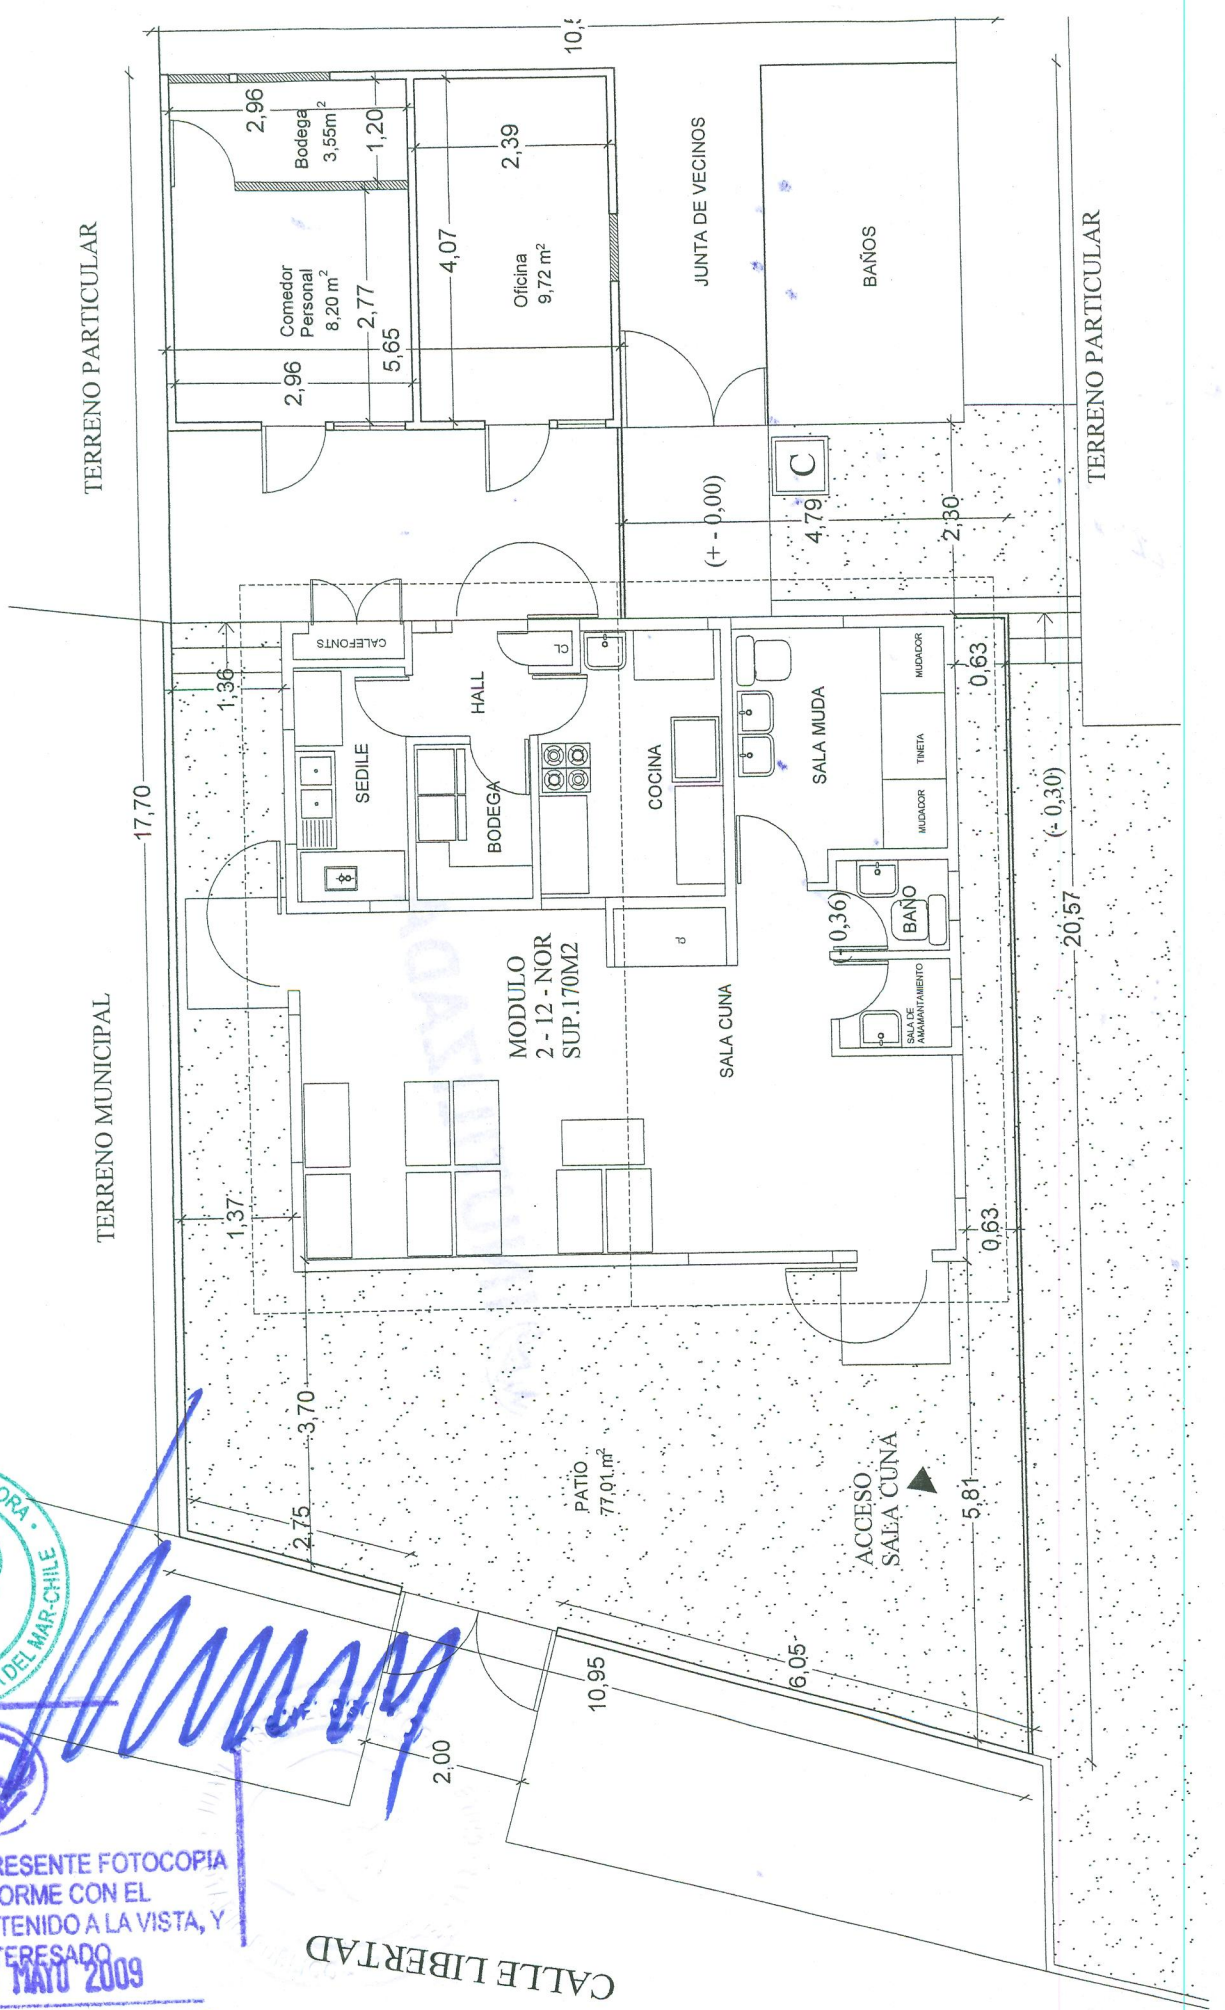 TERRENO MUNICIPAL
TERRENO PARTICULAR
17,70
1,37
1,36
2,96
Bodega
3,55m²
1,20
Comedor
Personal
8,20 m²
2,77
2,96
5,65
4,07
2,39
Oficina
9,72 m²
JUNTA DE VECINOS
BAÑOS
TERRENO PARTICULAR
C
(+ - 0,00)
4,79
2,30
CALEFONTS
SEDILE
HALL
CL
BODEGA
COCINA
SALA MUDA
MUDADOR
TINETA
MUDADOR
0,63
(- 0,30)
20,57
BAÑO
0,36)
SALA DE
AMAMANTAMIENTO
MODULO
2 - 12 - NOR
SUP.170M2
SALA CUNA
P
0,63
3,70
2,75
PATIO
77,01 m²
ACCESO
SALA CUNA
5,81
6,05
10,95
2,00
CALLE LIBERTAD
DEL MAR-CHILE
RESENTE FOTOCOPIA
ORME CON EL
TENIDO A LA VISTA, Y
TERESADO
MAYO 2009